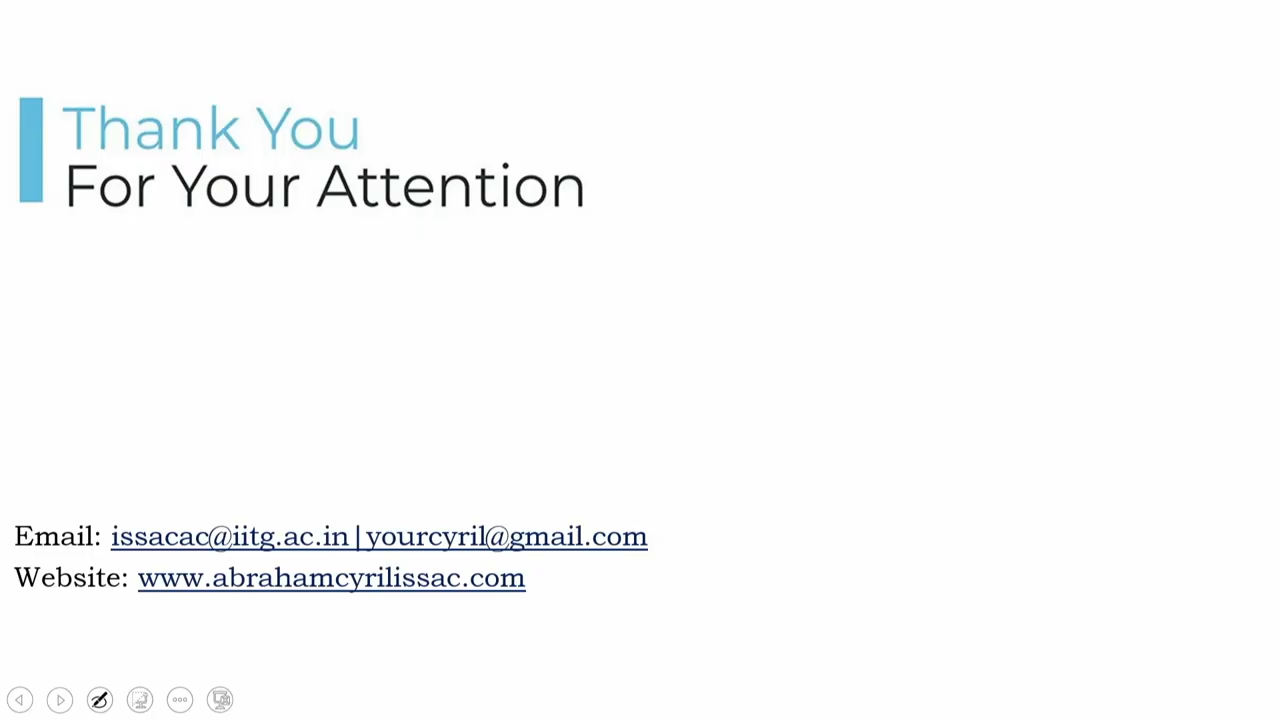 Thank You
For Your Attention
Email: issacac@iitg.ac.in|yourcyril@gmail.com
Website: www.abrahamcyrilissac.com